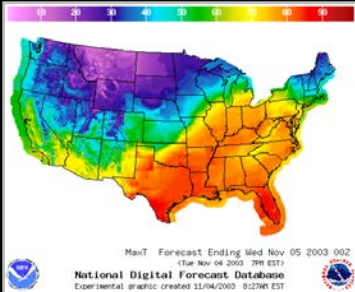 10 20 30 40 50 60 70 80 90
MaxT Forecast Ending Wed Nov 05 2003 00Z
(Tue Nov 04 2003 7PM EST)
National Digital Forecast Database
Experimental graphic created 11/04/2003 8:27AM EST